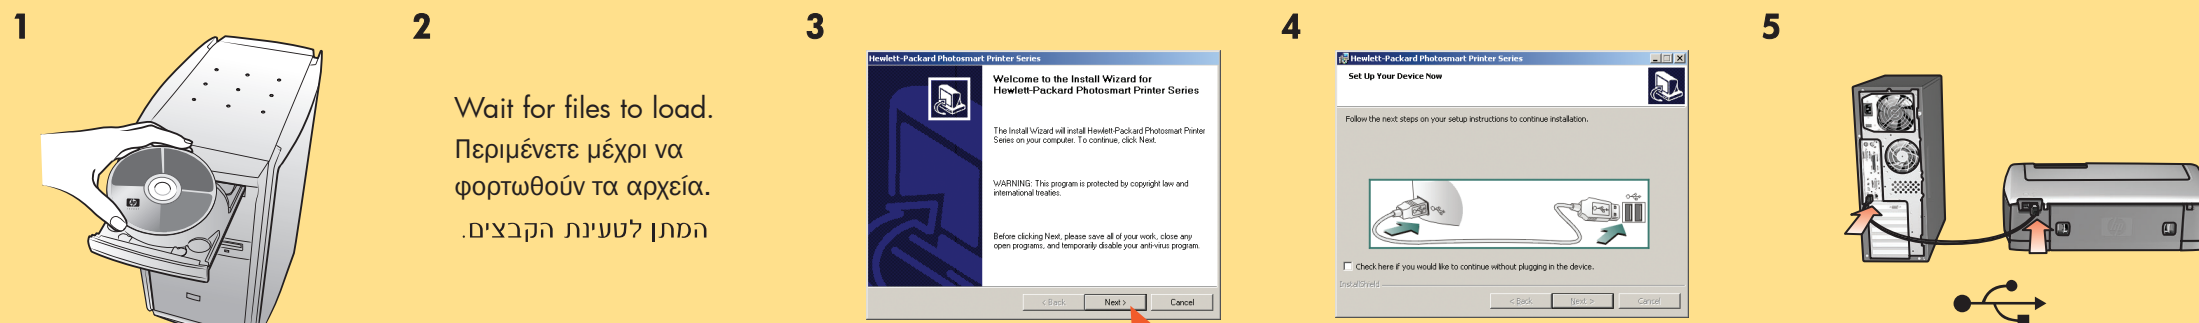 1
2
Wait for files to load.
Περιμένετε μέχρι να
φορτωθούν τα αρχεία.
המתן לטעינת הקבצים.
3
Hewlett-Packard Photosmart Printer Series
Welcome to the Install Wizard for
Hewlett-Packard Photosmart Printer Series
The Install Wizard will install Hewlett-Packard Photosmart Printer
Series on your computer. To continue, click Next.
WARNING: This program is protected by copyright law and
international treaties.
Before clicking Next, please save all of your work, close any
open programs, and temporarily disable your anti-virus program.
< Back
Next >
Cancel
4
Hewlett-Packard Photosmart Printer Series
Set Up Your Device Now
Follow the next steps on your setup instructions to continue installation.
Check here if you would like to continue without plugging in the device.
InstallShield
< Back
Next >
Cancel
5